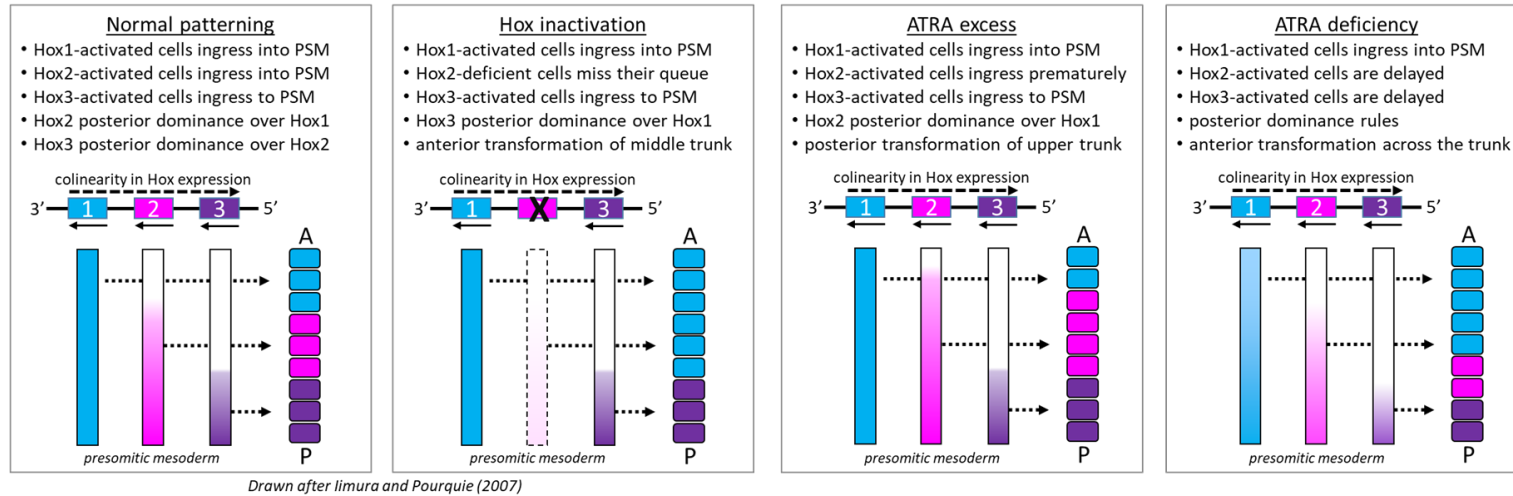 Normal patterning
• Hox1-activated cells ingress into PSM
• Hox2-activated cells ingress into PSM
• Hox3-activated cells ingress to PSM
• Hox2 posterior dominance over Hox1
• Hox3 posterior dominance over Hox2
colinearity in Hox expression
3’ 1 2 3 5’
A
P
presomitic mesoderm
Hox inactivation
• Hox1-activated cells ingress into PSM
• Hox2-deficient cells miss their queue
• Hox3-activated cells ingress to PSM
• Hox3 posterior dominance over Hox1
• anterior transformation of middle trunk
colinearity in Hox expression
3’ 1 X 3 5’
A
P
presomitic mesoderm
ATRA excess
• Hox1-activated cells ingress into PSM
• Hox2-activated cells ingress prematurely
• Hox3-activated cells ingress to PSM
• Hox2 posterior dominance over Hox1
• posterior transformation of upper trunk
colinearity in Hox expression
3’ 1 2 3 5’
A
P
presomitic mesoderm
ATRA deficiency
• Hox1-activated cells ingress into PSM
• Hox2-activated cells are delayed
• Hox3-activated cells are delayed
• posterior dominance rules
• anterior transformation across the trunk
colinearity in Hox expression
3’ 1 2 3 5’
A
P
presomitic mesoderm
Drawn after Iimura and Pourquie (2007)